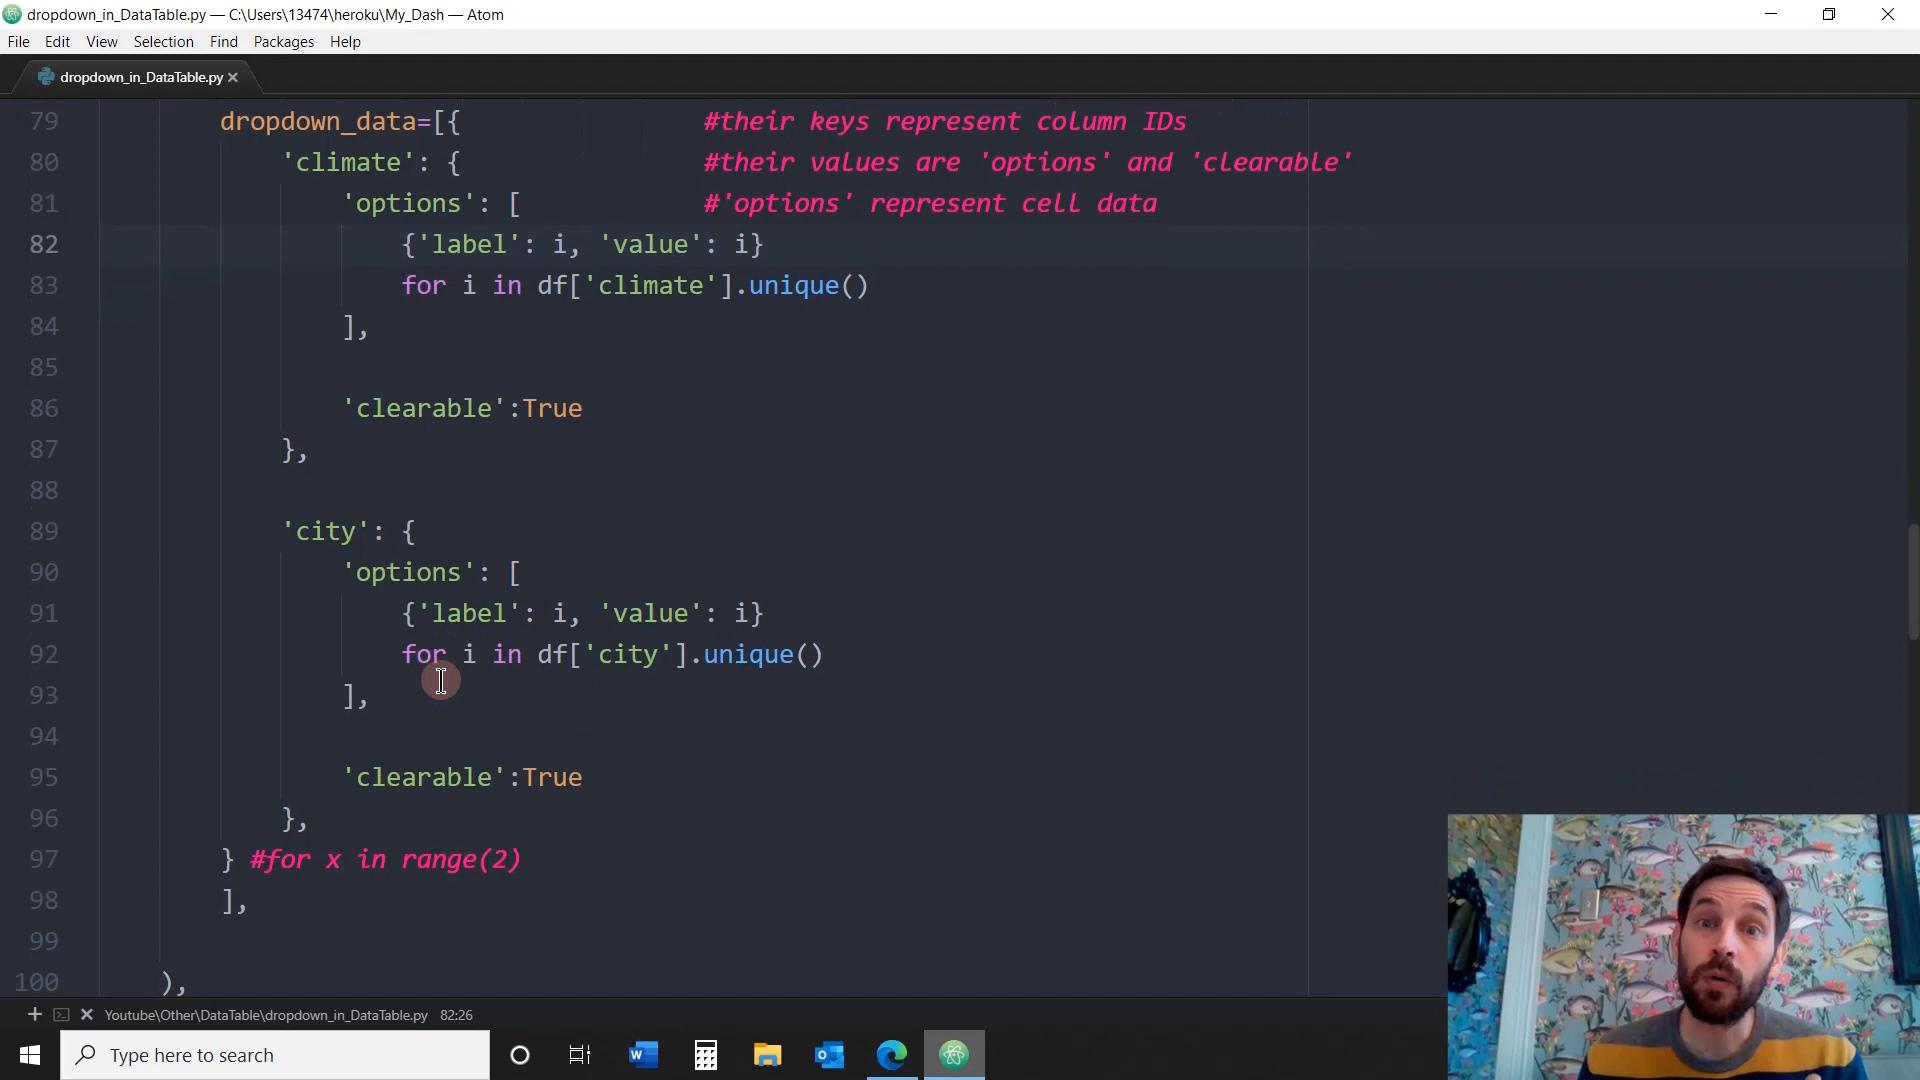 dropdown_in_DataTable.py — C:\Users\13474\heroku\My_Dash — Atom
File Edit View Selection Find Packages Help
dropdown_in_DataTable.py
79 dropdown_data=[{ #their keys represent column IDs
80 'climate': { #their values are 'options' and 'clearable'
81 'options': [ #'options' represent cell data
82 {'label': i, 'value': i}
83 for i in df['climate'].unique()
84 ],
85
86 'clearable':True
87 },
88
89 'city': {
90 'options': [
91 {'label': i, 'value': i}
92 for i in df['city'].unique()
93 ],
94
95 'clearable':True
96 },
97 } #for x in range(2)
98 ],
99
100 ),
Youtube\Other\DataTable\dropdown_in_DataTable.py 82:26
Type here to search